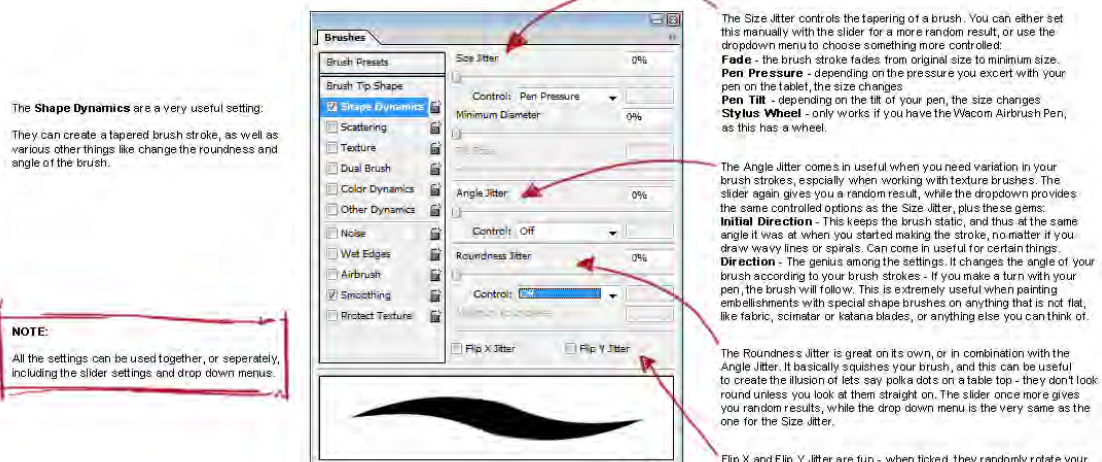 The Shape Dynamics are a very useful setting:
They can create a tapered brush stroke, as well as
various other things like change the roundness and
angle of the brush.
NOTE:
All the settings can be used together, or seperately,
including the slider settings and drop down menus.
Brushes
Brush Presets
Brush Tip Shape
Shape Dynamics
Scattering
Texture
Dual Brush
Color Dynamics
Other Dynamics
Noise
Wet Edges
Airbrush
Smoothing
Protect Texture
Size Jitter 0%
Control: Pen Pressure
Minimum Diameter 0%
Tilt Scale
Angle Jitter 0%
Control: Off
Roundness Jitter 0%
Control: Off
Minimum Roundness
Flip X Jitter Flip Y Jitter
The Size Jitter controls the tapering of a brush. You can either set
this manually with the slider for a more random result, or use the
dropdown menu to choose something more controlled:
Fade - the brush stroke fades from original size to minimum size.
Pen Pressure - depending on the pressure you excert with your
pen on the tablet, the size changes
Pen Tilt - depending on the tilt of your pen, the size changes
Stylus Wheel - only works if you have the Wacom Airbrush Pen,
as this has a wheel.
The Angle Jitter comes in useful when you need variation in your
brush strokes, espcially when working with texture brushes. The
slider again gives you a random result, while the dropdown provides
the same controlled options as the Size Jitter, plus these gems:
Initial Direction - This keeps the brush static, and thus at the same
angle it was at when you started making the stroke, no matter if you
draw wavy lines or spirals. Can come in useful for certain things.
Direction - The genius among the settings. It changes the angle of your
brush according to your brush strokes - If you make a turn with your
pen, the brush will follow. This is extremely useful when painting
embellishments with special shape brushes on anything that is not flat,
like fabric, scimatar or katana blades, or anything else you can think of.
The Roundness Jitter is great on its own, or in combination with the
Angle Jitter. It basically squishes your brush, and this can be useful
to create the illusion of lets say polka dots on a table top - they don't look
round unless you look at them straight on. The slider once more gives
you random results, while the drop down menu is the very same as the
one for the Size Jitter.
Flip X and Flip Y Jitter are fun - when ticked, they randomly rotate your